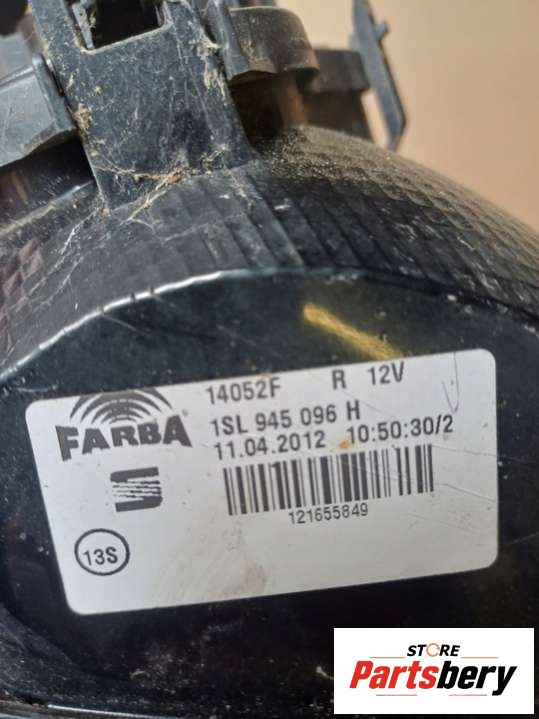 14052F R 12V
FARBA
1SL 945 096 H
11.04.2012 10:50:30/2
121655849
13S
STORE
Partsbery